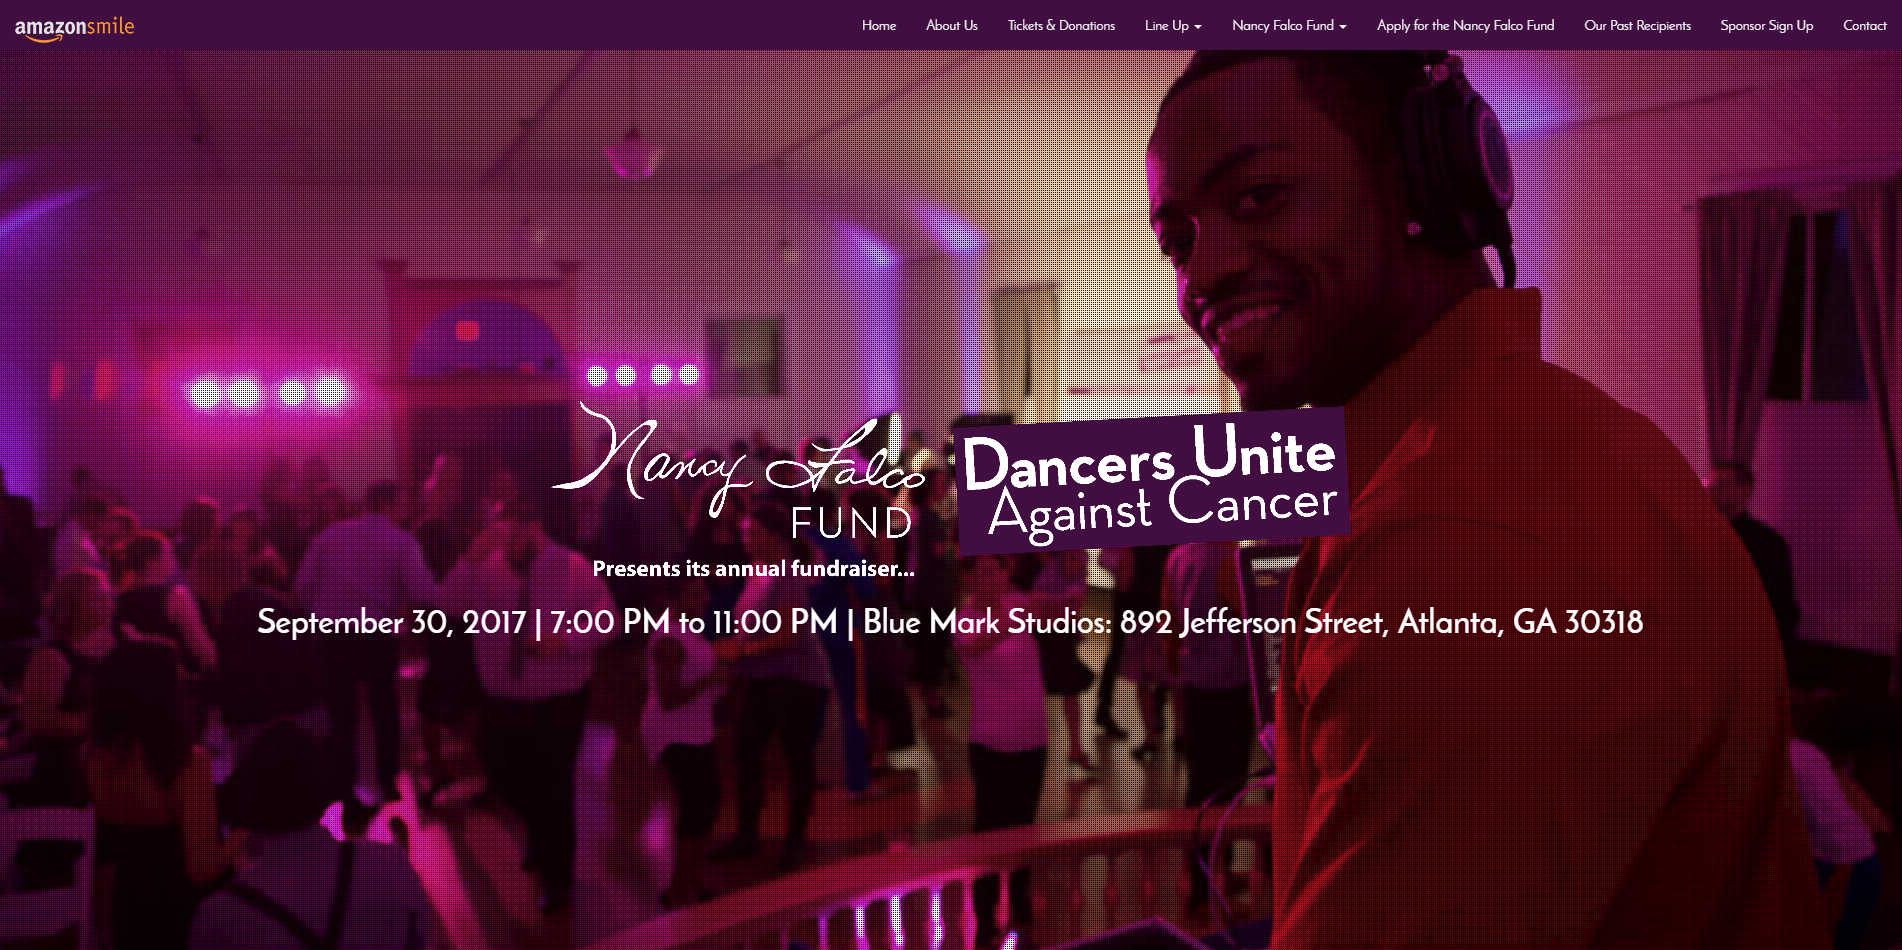 amazonsmile
Home
About Us
Tickets & Donations
Line Up
Nancy Falco Fund
Apply for the Nancy Falco Fund
Our Past Recipients
Sponsor Sign Up
Contact
Nancy Falco
FUND
Presents its annual fundraiser...
Dancers Unite
Against Cancer
September 30, 2017 | 7:00 PM to 11:00 PM | Blue Mark Studios: 892 Jefferson Street, Atlanta, GA 30318